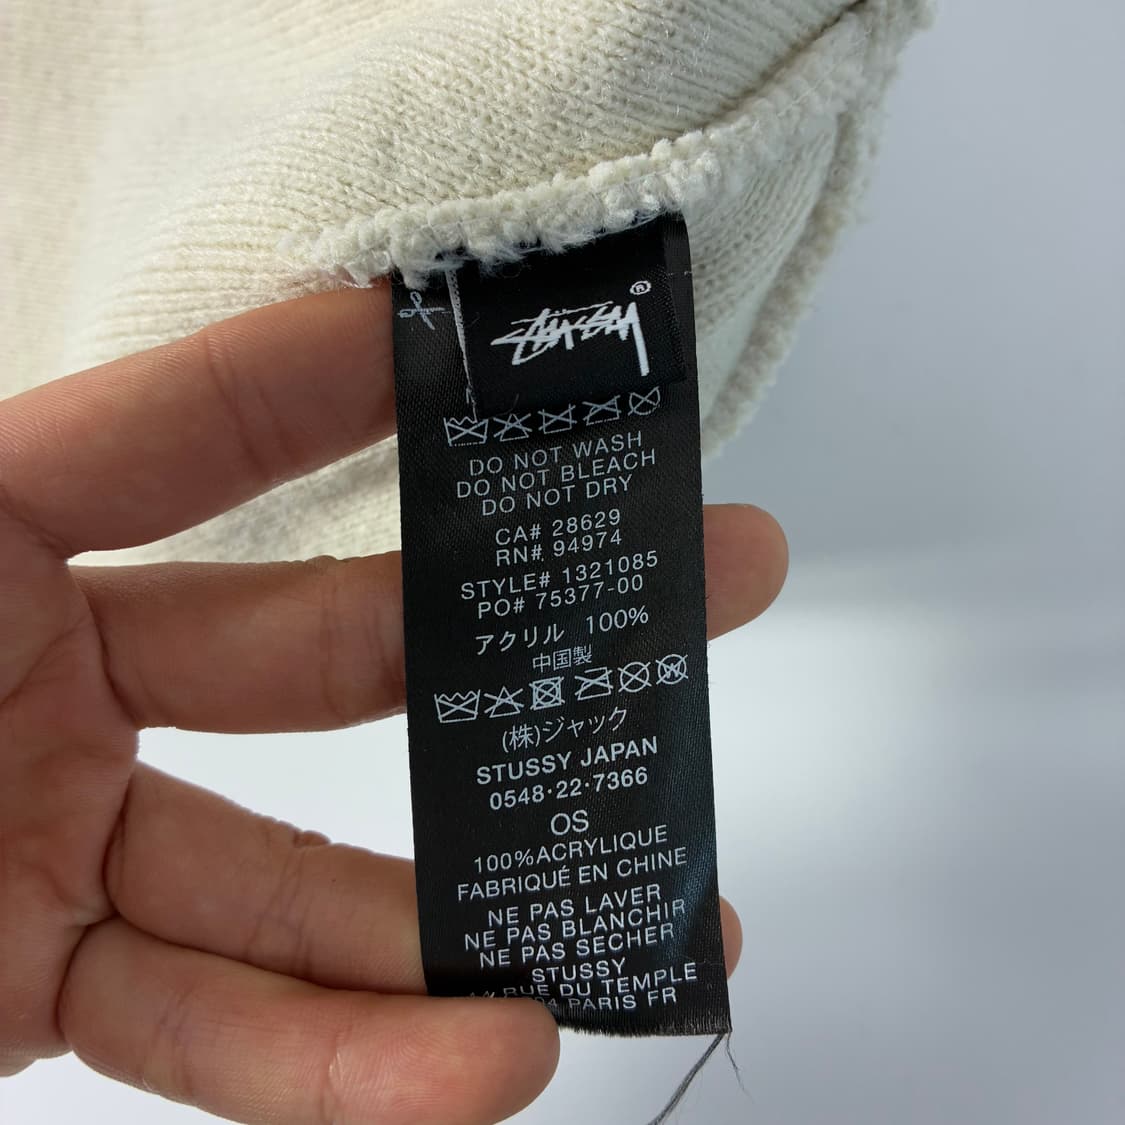 STÜSSY ®
DO NOT WASH
DO NOT BLEACH
DO NOT DRY
CA# 28629
RN# 94974
STYLE# 1321085
PO# 75377-00
アクリル 100%
中国製
(株)ジャック
STUSSY JAPAN
0548·22·7366
OS
100%ACRYLIQUE
FABRIQUÉ EN CHINE
NE PAS LAVER
NE PAS BLANCHIR
NE PAS SECHER
STUSSY
RUE DU TEMPLE
PARIS FR